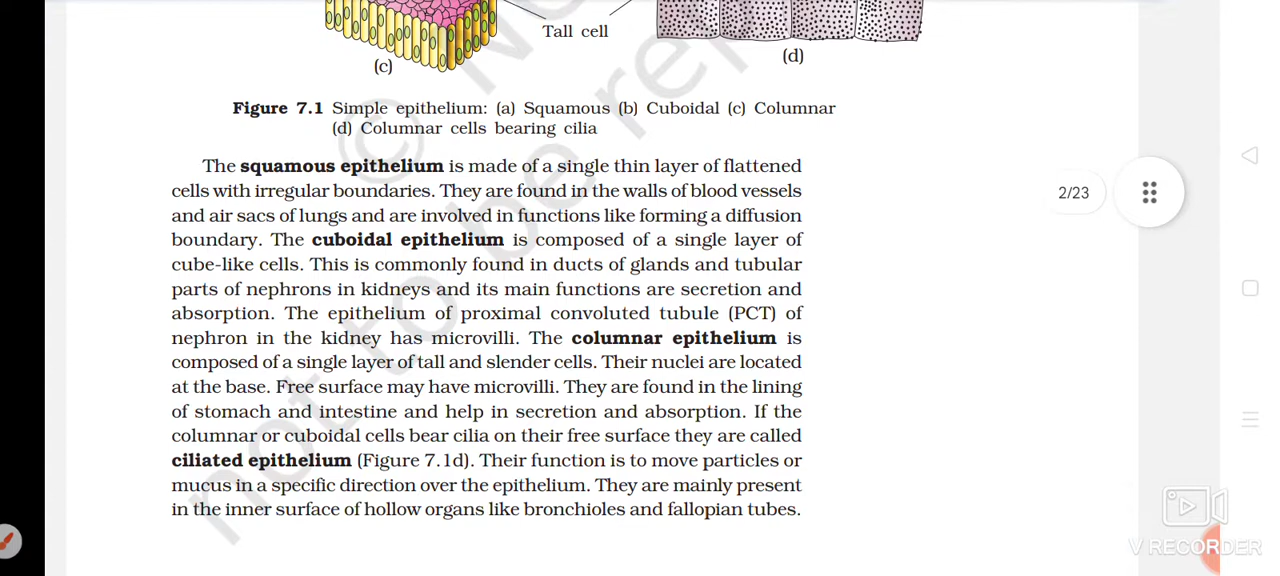 Tall cell
(c)
(d)
Figure 7.1 Simple epithelium: (a) Squamous (b) Cuboidal (c) Columnar
(d) Columnar cells bearing cilia
The squamous epithelium is made of a single thin layer of flattened
cells with irregular boundaries. They are found in the walls of blood vessels
and air sacs of lungs and are involved in functions like forming a diffusion
boundary. The cuboidal epithelium is composed of a single layer of
cube-like cells. This is commonly found in ducts of glands and tubular
parts of nephrons in kidneys and its main functions are secretion and
absorption. The epithelium of proximal convoluted tubule (PCT) of
nephron in the kidney has microvilli. The columnar epithelium is
composed of a single layer of tall and slender cells. Their nuclei are located
at the base. Free surface may have microvilli. They are found in the lining
of stomach and intestine and help in secretion and absorption. If the
columnar or cuboidal cells bear cilia on their free surface they are called
ciliated epithelium (Figure 7.1d). Their function is to move particles or
mucus in a specific direction over the epithelium. They are mainly present
in the inner surface of hollow organs like bronchioles and fallopian tubes.
2/23
V RECORDER
not to be rep
© N